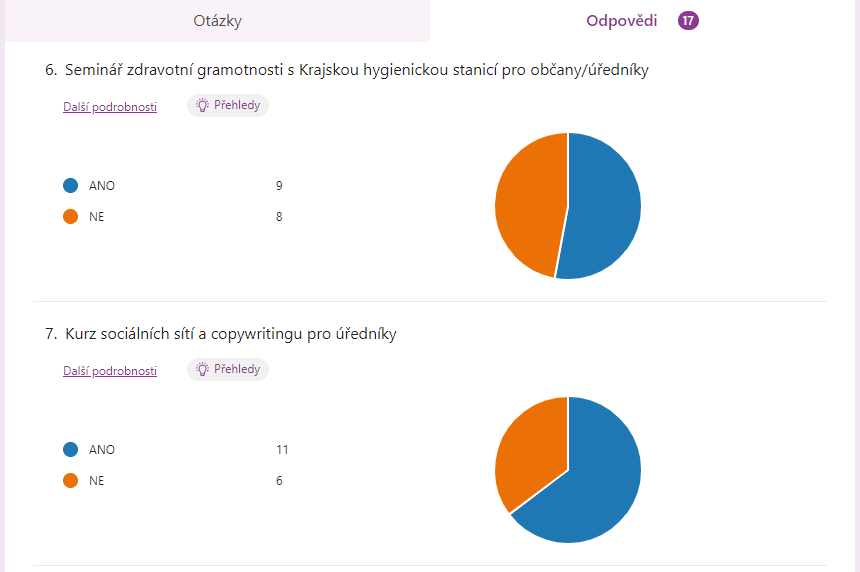 Otázky
Odpovědi 17
6. Seminář zdravotní gramotnosti s Krajskou hygienickou stanicí pro občany/úředníky
Další podrobnosti
Přehledy
ANO 9
NE 8
7. Kurz sociálních sítí a copywritingu pro úředníky
Další podrobnosti
Přehledy
ANO 11
NE 6